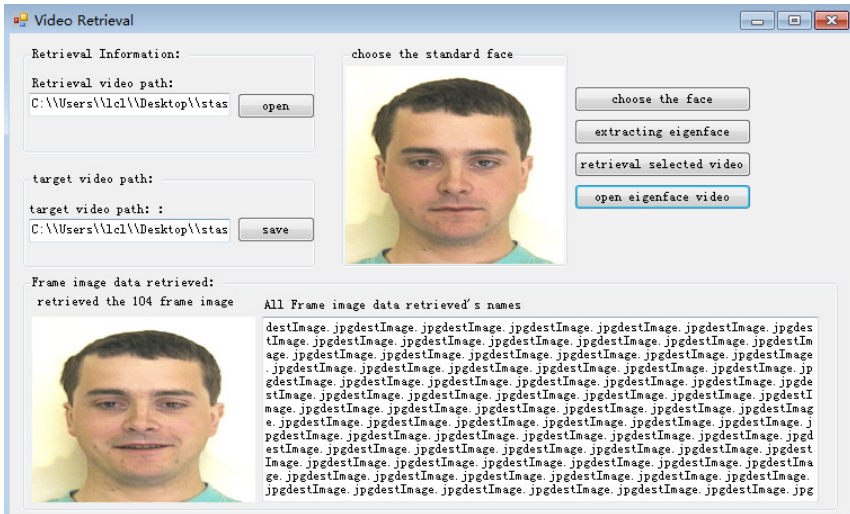 Video Retrieval
Retrieval Information:
Retrieval video path:
C:\\Users\\lcl\\Desktop\\stas
open
target video path:
target video path: :
C:\\Users\\lcl\\Desktop\\stas
save
choose the standard face
choose the face
extracting eigenface
retrieval selected video
open eigenface video
Frame image data retrieved:
retrieved the 104 frame image
All Frame image data retrieved's names
destImage.jpgdestImage.jpgdestImage.jpgdestImage.jpgdestImage.jpgdestImage.jpgdes
tImage.jpgdestImage.jpgdestImage.jpgdestImage.jpgdestImage.jpgdestImage.jpgdestIm
age.jpgdestImage.jpgdestImage.jpgdestImage.jpgdestImage.jpgdestImage.jpgdestImage
.jpgdestImage.jpgdestImage.jpgdestImage.jpgdestImage.jpgdestImage.jpgdestImage.jp
gdestImage.jpgdestImage.jpgdestImage.jpgdestImage.jpgdestImage.jpgdestImage.jpgde
stImage.jpgdestImage.jpgdestImage.jpgdestImage.jpgdestImage.jpgdestImage.jpgdestI
mage.jpgdestImage.jpgdestImage.jpgdestImage.jpgdestImage.jpgdestImage.jpgdestImag
e.jpgdestImage.jpgdestImage.jpgdestImage.jpgdestImage.jpgdestImage.jpgdestImage.j
pgdestImage.jpgdestImage.jpgdestImage.jpgdestImage.jpgdestImage.jpgdestImage.jpgd
estImage.jpgdestImage.jpgdestImage.jpgdestImage.jpgdestImage.jpgdestImage.jpgdest
Image.jpgdestImage.jpgdestImage.jpgdestImage.jpgdestImage.jpgdestImage.jpgdestIma
ge.jpgdestImage.jpgdestImage.jpgdestImage.jpgdestImage.jpgdestImage.jpgdestImage.
jpgdestImage.jpgdestImage.jpgdestImage.jpgdestImage.jpgdestImage.jpgdestImage.jpg